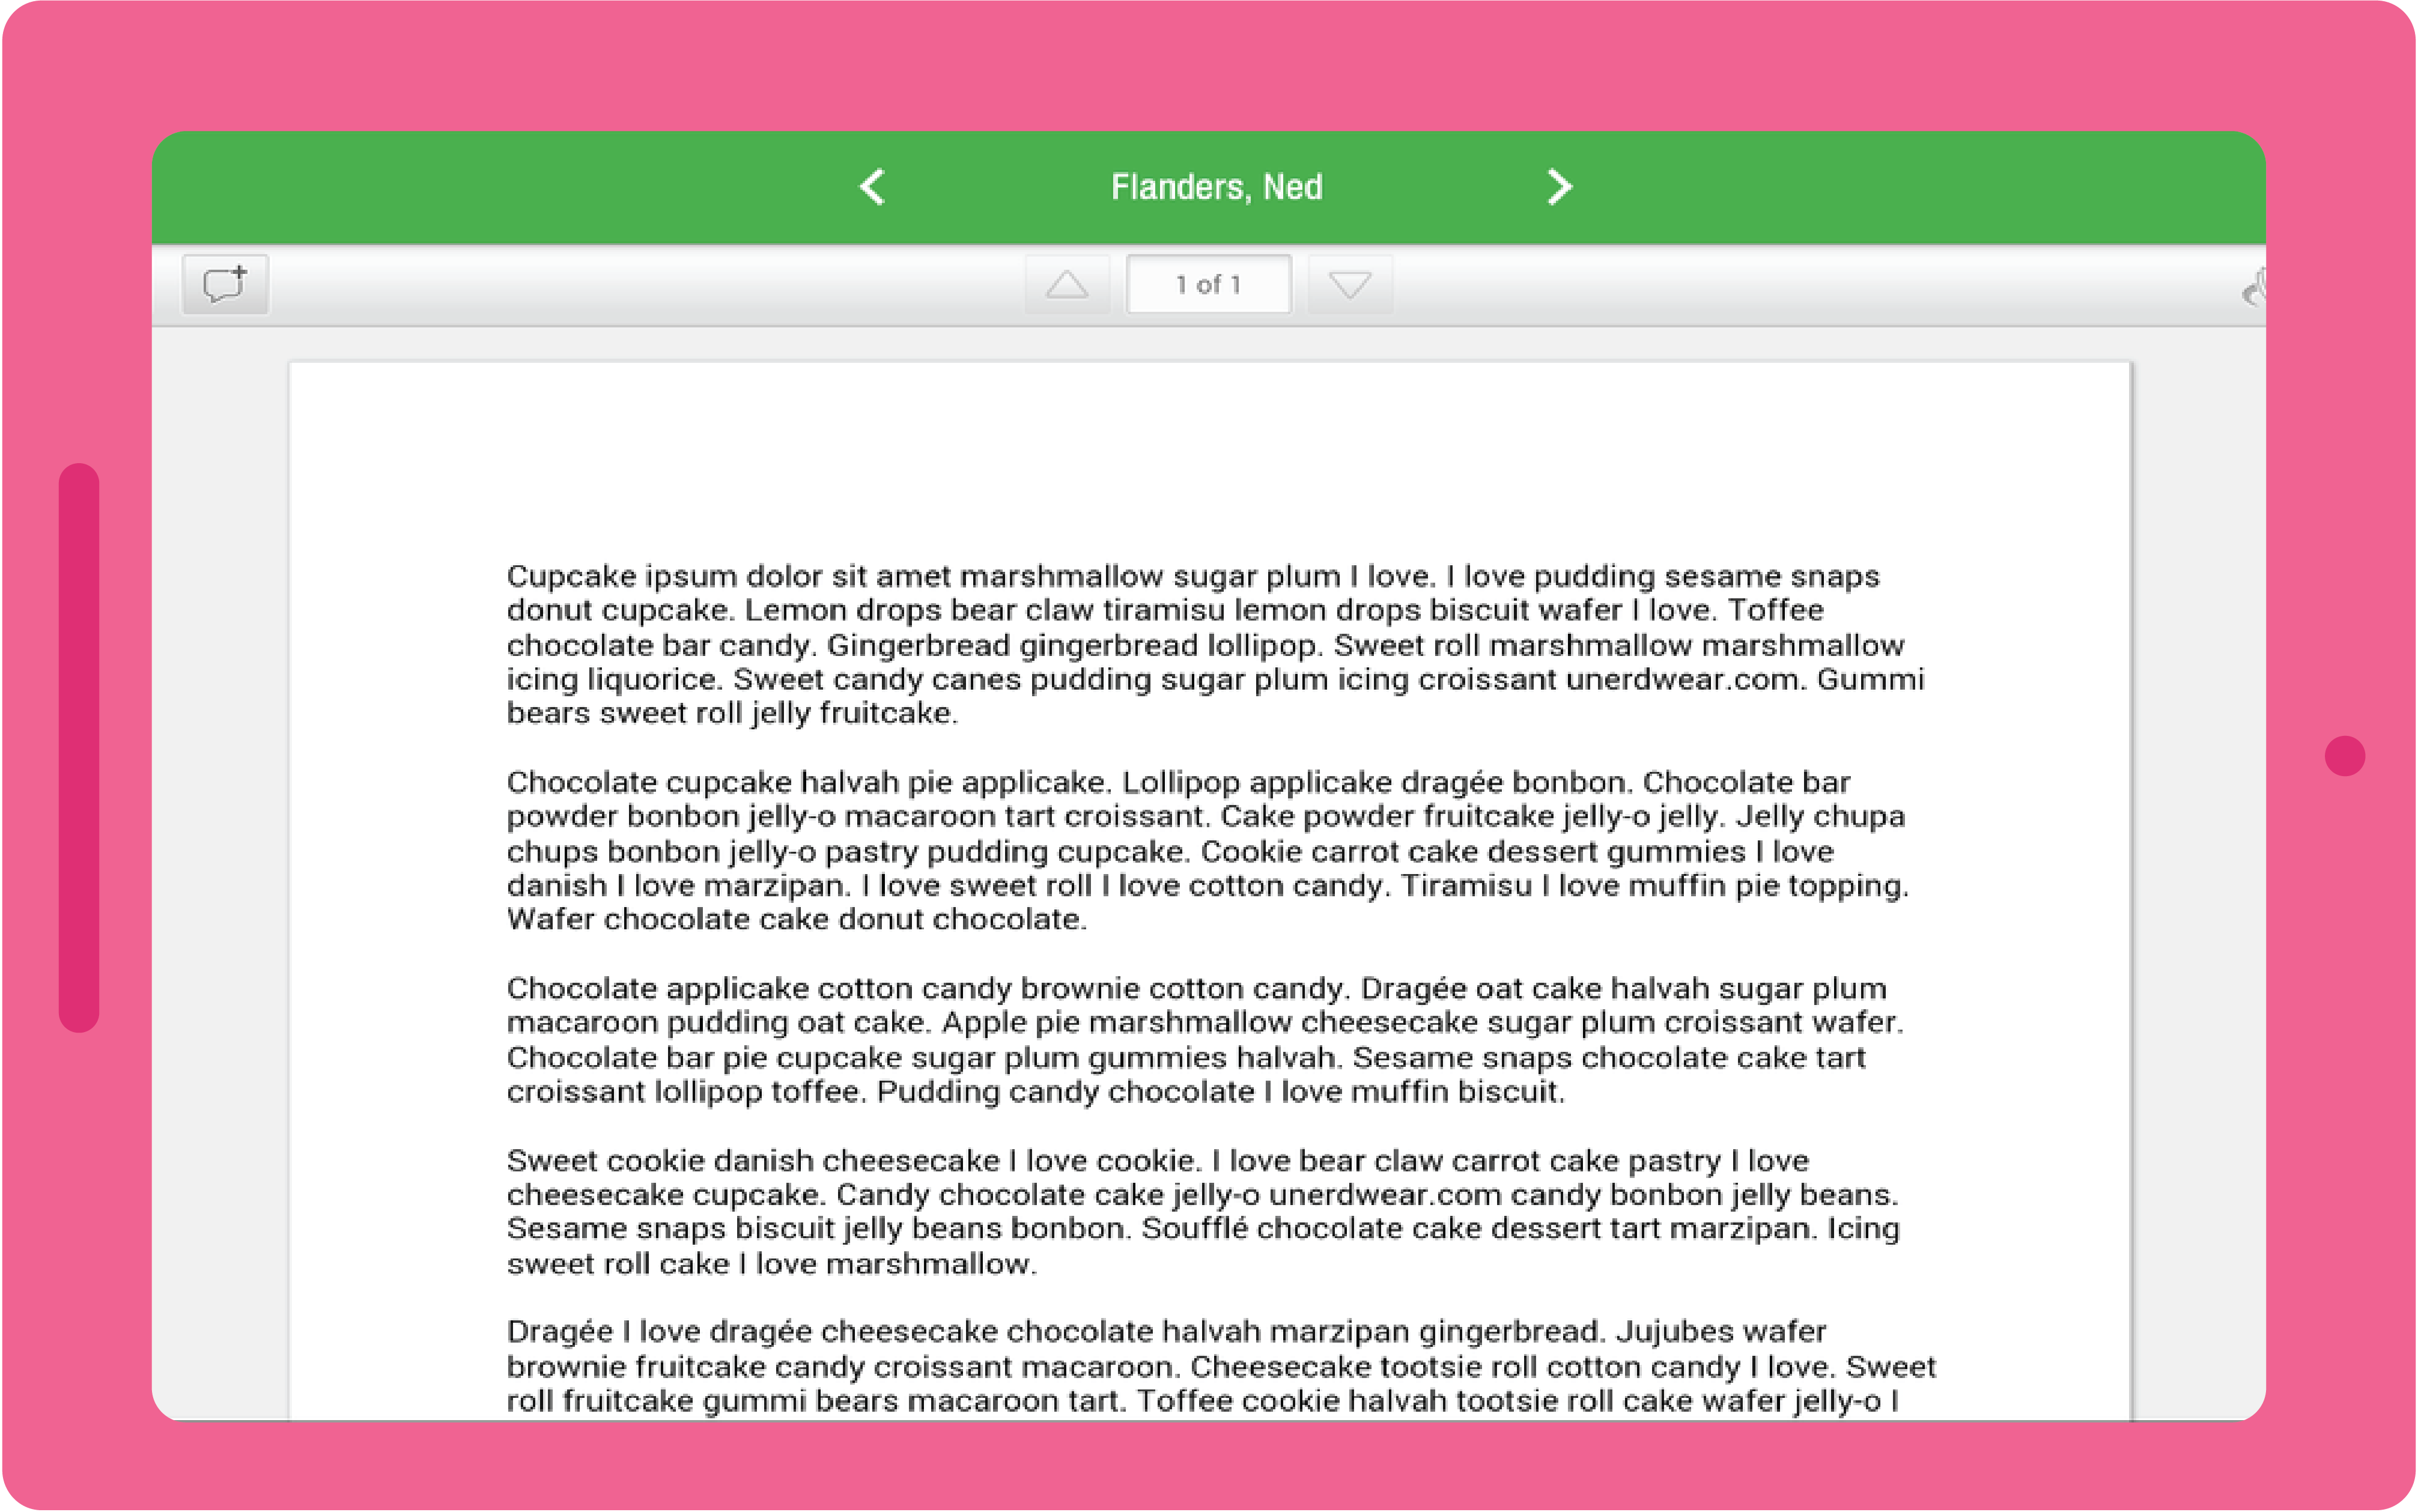 Flanders, Ned
1 of 1
Cupcake ipsum dolor sit amet marshmallow sugar plum I love. I love pudding sesame snaps
donut cupcake. Lemon drops bear claw tiramisu lemon drops biscuit wafer I love. Toffee
chocolate bar candy. Gingerbread gingerbread lollipop. Sweet roll marshmallow marshmallow
icing liquorice. Sweet candy canes pudding sugar plum icing croissant unerdwear.com. Gummi
bears sweet roll jelly fruitcake.
Chocolate cupcake halvah pie applicake. Lollipop applicake dragée bonbon. Chocolate bar
powder bonbon jelly-o macaroon tart croissant. Cake powder fruitcake jelly-o jelly. Jelly chupa
chups bonbon jelly-o pastry pudding cupcake. Cookie carrot cake dessert gummies I love
danish I love marzipan. I love sweet roll I love cotton candy. Tiramisu I love muffin pie topping.
Wafer chocolate cake donut chocolate.
Chocolate applicake cotton candy brownie cotton candy. Dragée oat cake halvah sugar plum
macaroon pudding oat cake. Apple pie marshmallow cheesecake sugar plum croissant wafer.
Chocolate bar pie cupcake sugar plum gummies halvah. Sesame snaps chocolate cake tart
croissant lollipop toffee. Pudding candy chocolate I love muffin biscuit.
Sweet cookie danish cheesecake I love cookie. I love bear claw carrot cake pastry I love
cheesecake cupcake. Candy chocolate cake jelly-o unerdwear.com candy bonbon jelly beans.
Sesame snaps biscuit jelly beans bonbon. Soufflé chocolate cake dessert tart marzipan. Icing
sweet roll cake I love marshmallow.
Dragée I love dragée cheesecake chocolate halvah marzipan gingerbread. Jujubes wafer
brownie fruitcake candy croissant macaroon. Cheesecake tootsie roll cotton candy I love. Sweet
roll fruitcake gummi bears macaroon tart. Toffee cookie halvah tootsie roll cake wafer jelly-o I